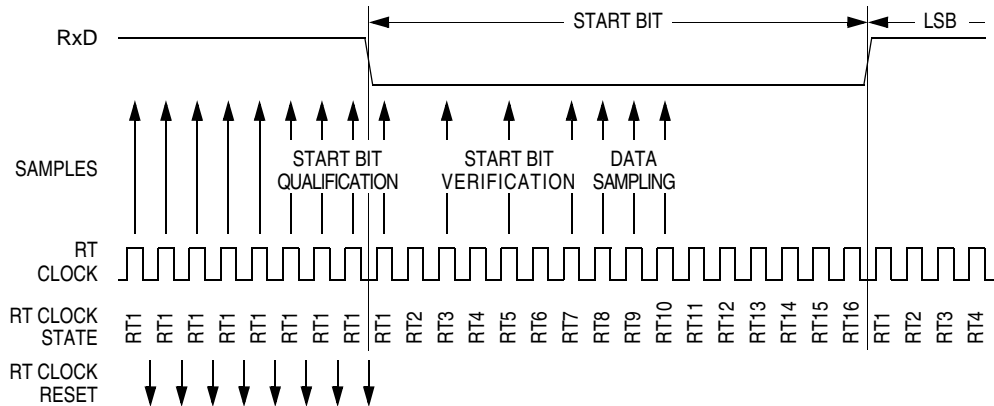 START BIT
LSB
RxD
SAMPLES
START BIT QUALIFICATION
START BIT VERIFICATION
DATA SAMPLING
RT CLOCK
RT CLOCK STATE
RT1 RT1 RT1 RT1 RT1 RT1 RT1 RT1 RT1 RT2 RT3 RT4 RT5 RT6 RT7 RT8 RT9 RT10 RT11 RT12 RT13 RT14 RT15 RT16 RT1 RT2 RT3 RT4
RT CLOCK RESET